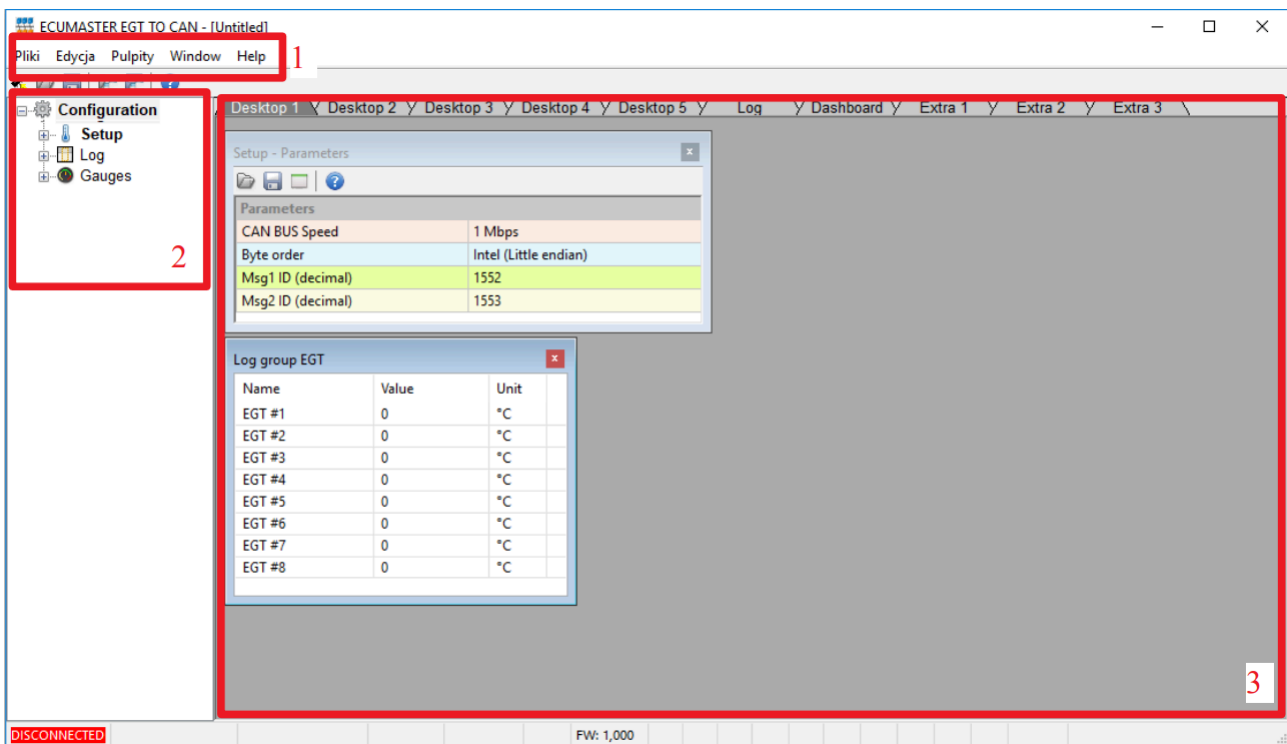 ECUMASTER EGT TO CAN - [Untitled]
Pliki Edycja Pulpity Window Help 1
Configuration
Setup
Log
Gauges
2
Desktop 1 Desktop 2 Desktop 3 Desktop 4 Desktop 5 Log Dashboard Extra 1 Extra 2 Extra 3
Setup - Parameters
Parameters
CAN BUS Speed 1 Mbps
Byte order Intel (Little endian)
Msg1 ID (decimal) 1552
Msg2 ID (decimal) 1553
Log group EGT
Name Value Unit
EGT #1 0 °C
EGT #2 0 °C
EGT #3 0 °C
EGT #4 0 °C
EGT #5 0 °C
EGT #6 0 °C
EGT #7 0 °C
EGT #8 0 °C
3
DISCONNECTED FW: 1,000